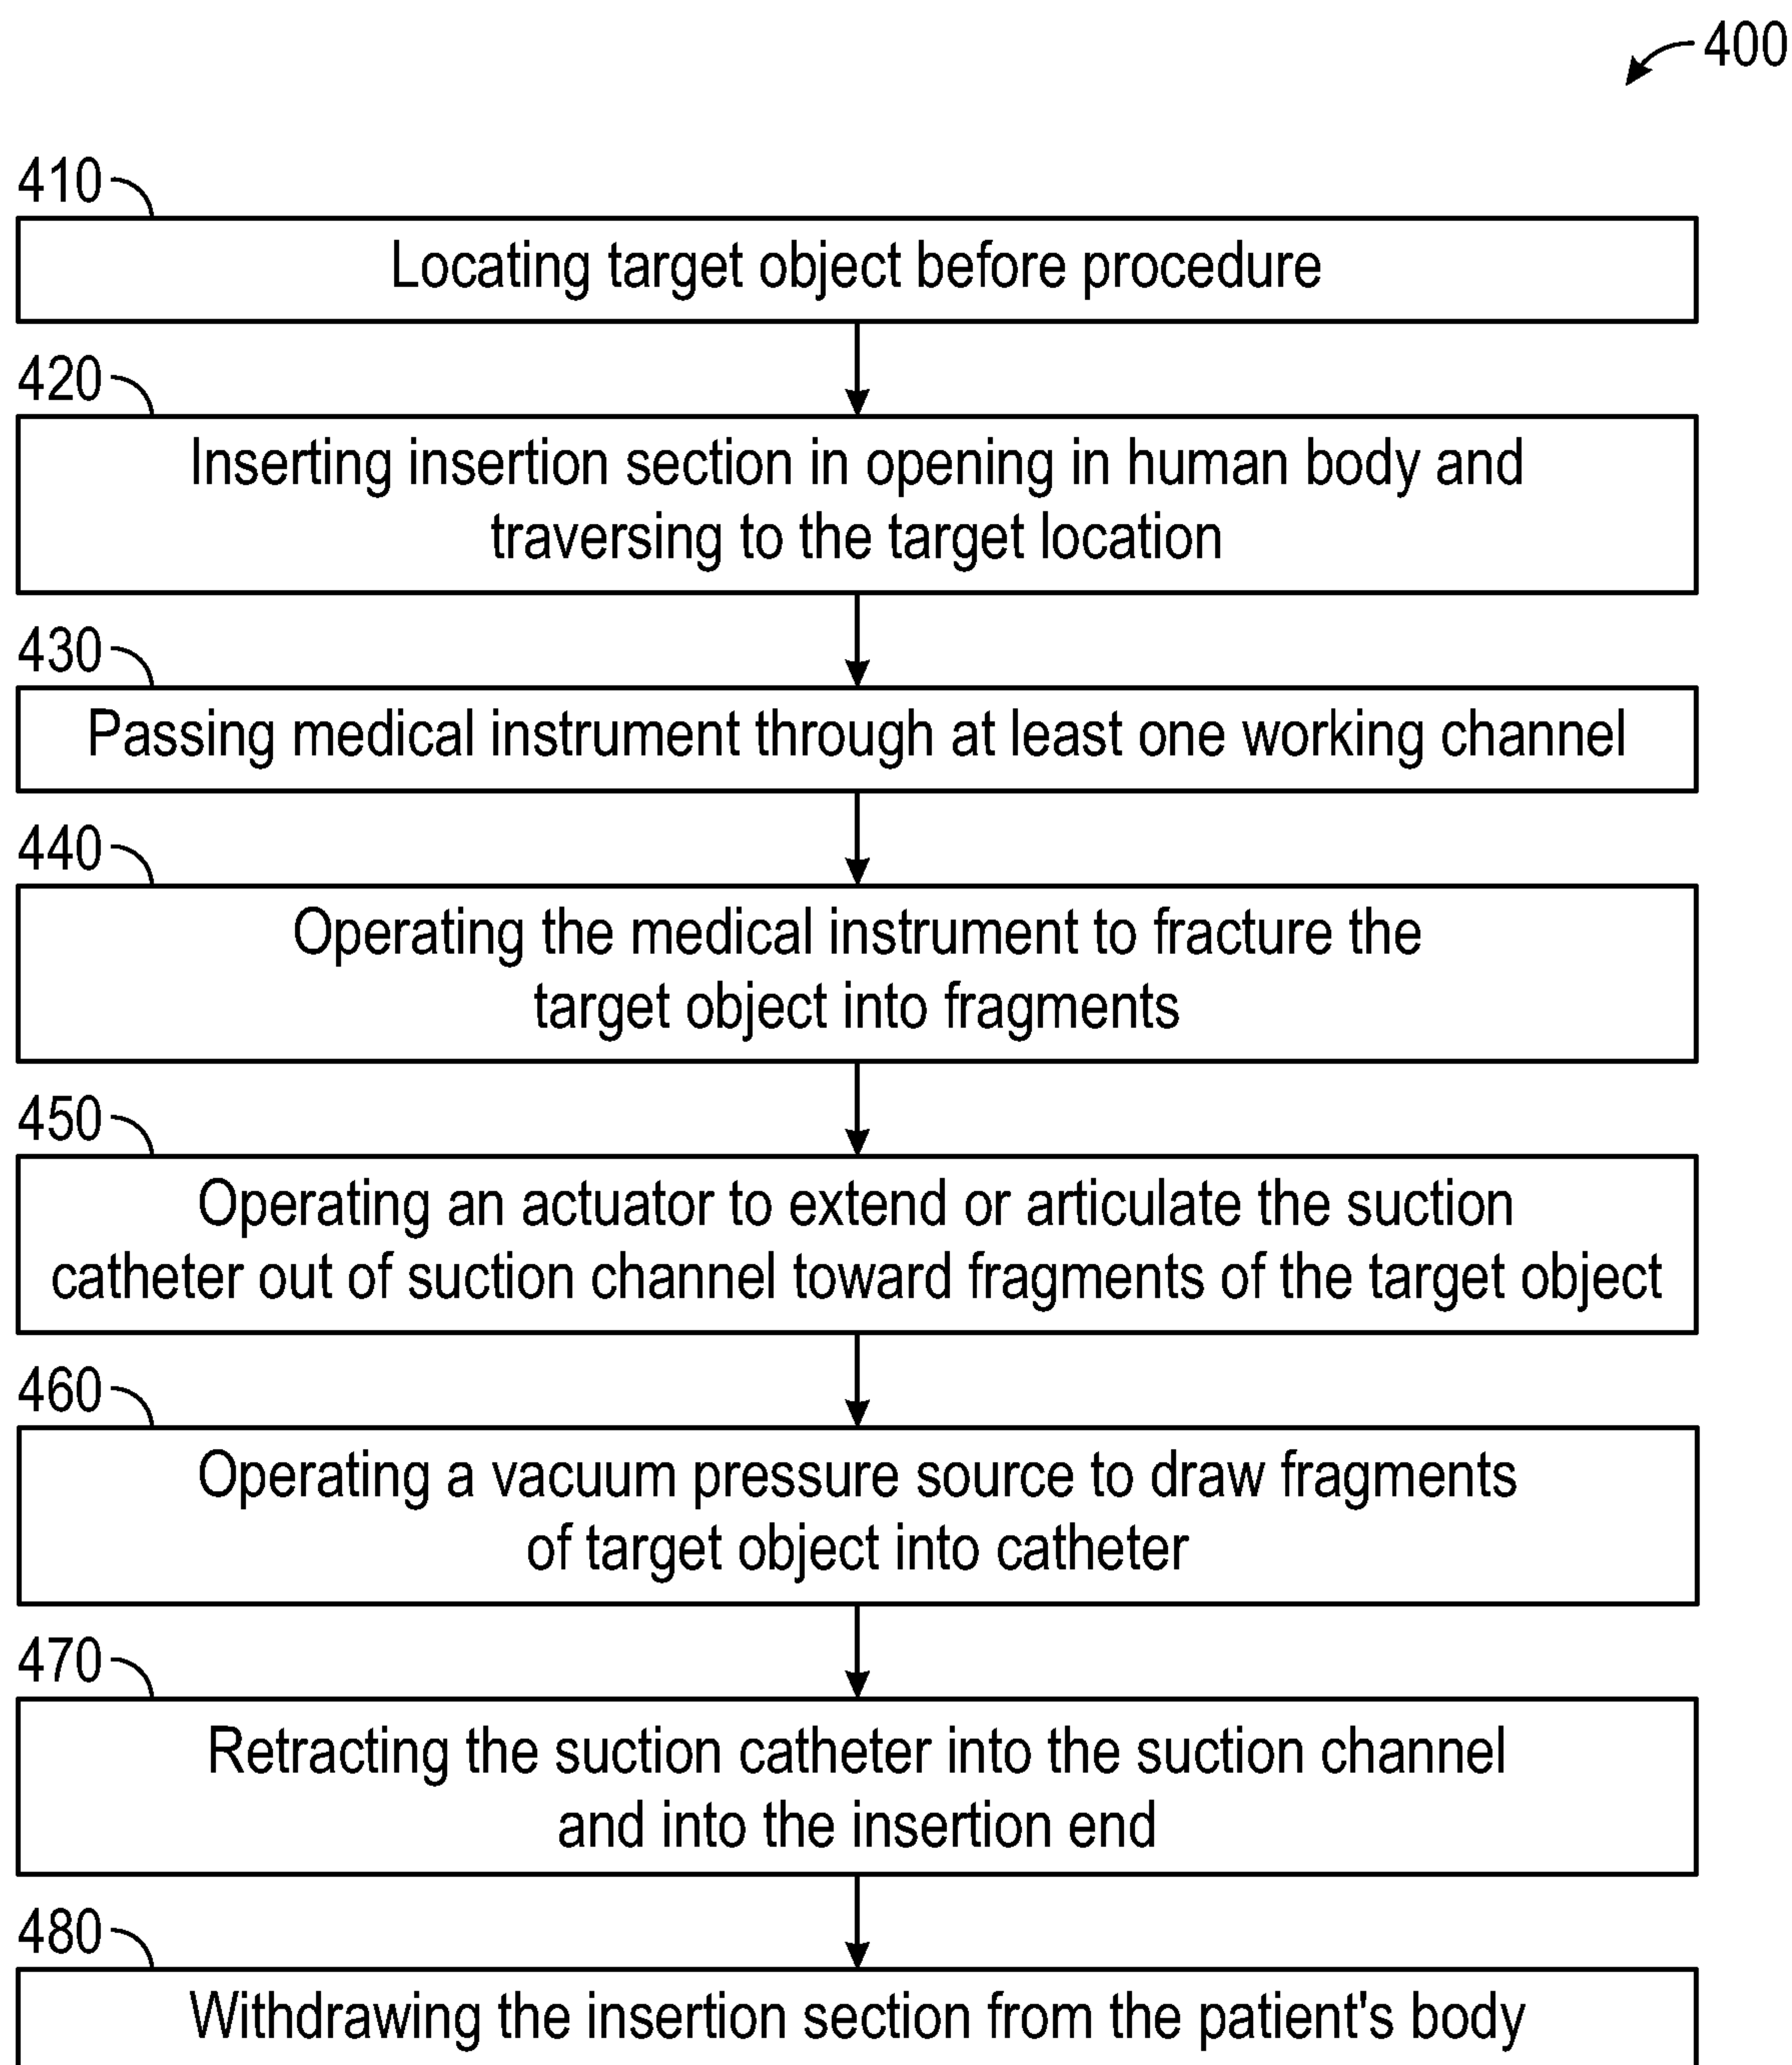 400
410
Locating target object before procedure
420
Inserting insertion section in opening in human body and
traversing to the target location
430
Passing medical instrument through at least one working channel
440
Operating the medical instrument to fracture the
target object into fragments
450
Operating an actuator to extend or articulate the suction
catheter out of suction channel toward fragments of the target object
460
Operating a vacuum pressure source to draw fragments
of target object into catheter
470
Retracting the suction catheter into the suction channel
and into the insertion end
480
Withdrawing the insertion section from the patient's body